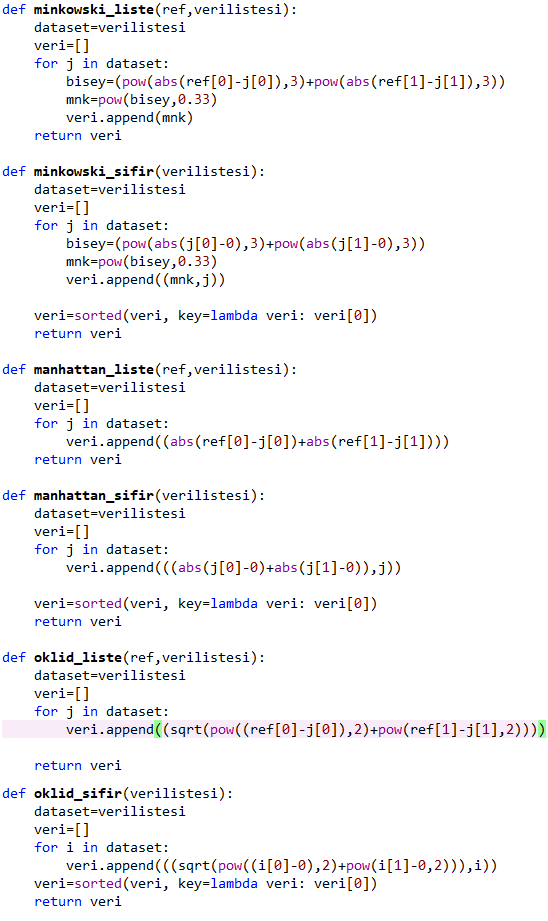 def minkowski_liste(ref,verilistesi):
    dataset=verilistesi
    veri=[]
    for j in dataset:
        bisey=(pow(abs(ref[0]-j[0]),3)+pow(abs(ref[1]-j[1]),3))
        mnk=pow(bisey,0.33)
        veri.append(mnk)
    return veri

def minkowski_sifir(verilistesi):
    dataset=verilistesi
    veri=[]
    for j in dataset:
        bisey=(pow(abs(j[0]-0),3)+pow(abs(j[1]-0),3))
        mnk=pow(bisey,0.33)
        veri.append((mnk,j))

    veri=sorted(veri, key=lambda veri: veri[0])
    return veri

def manhattan_liste(ref,verilistesi):
    dataset=verilistesi
    veri=[]
    for j in dataset:
        veri.append((abs(ref[0]-j[0])+abs(ref[1]-j[1])))
    return veri

def manhattan_sifir(verilistesi):
    dataset=verilistesi
    veri=[]
    for j in dataset:
        veri.append(((abs(j[0]-0)+abs(j[1]-0)),j))

    veri=sorted(veri, key=lambda veri: veri[0])
    return veri

def oklid_liste(ref,verilistesi):
    dataset=verilistesi
    veri=[]
    for j in dataset:
        veri.append((sqrt(pow((ref[0]-j[0]),2)+pow(ref[1]-j[1],2))))

    return veri

def oklid_sifir(verilistesi):
    dataset=verilistesi
    veri=[]
    for i in dataset:
        veri.append(((sqrt(pow((i[0]-0),2)+pow(i[1]-0,2))),i))
    veri=sorted(veri, key=lambda veri: veri[0])
    return veri